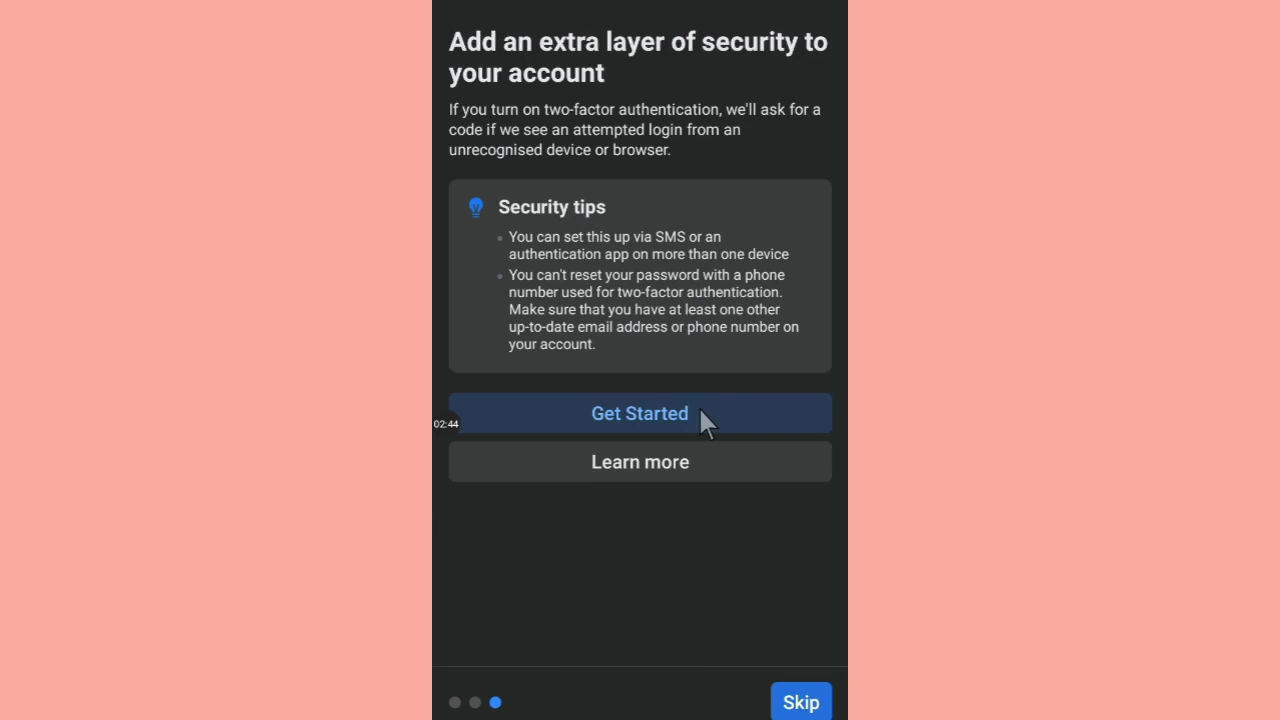 Add an extra layer of security to
your account
If you turn on two-factor authentication, we'll ask for a
code if we see an attempted login from an
unrecognised device or browser.
Security tips
You can set this up via SMS or an
authentication app on more than one device
You can't reset your password with a phone
number used for two-factor authentication.
Make sure that you have at least one other
up-to-date email address or phone number on
your account.
Get Started
02:44
Learn more
Skip